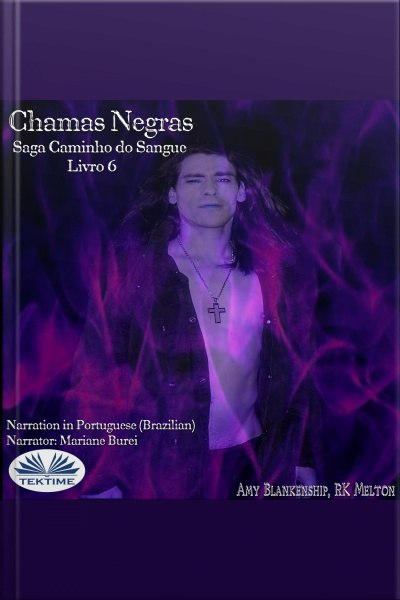 Chamas Negras
Saga Caminho do Sangue
Livro 6
Narration in Portuguese (Brazilian)
Narrator: Mariane Burei
TEKTIME
Amy Blankenship, RK Melton